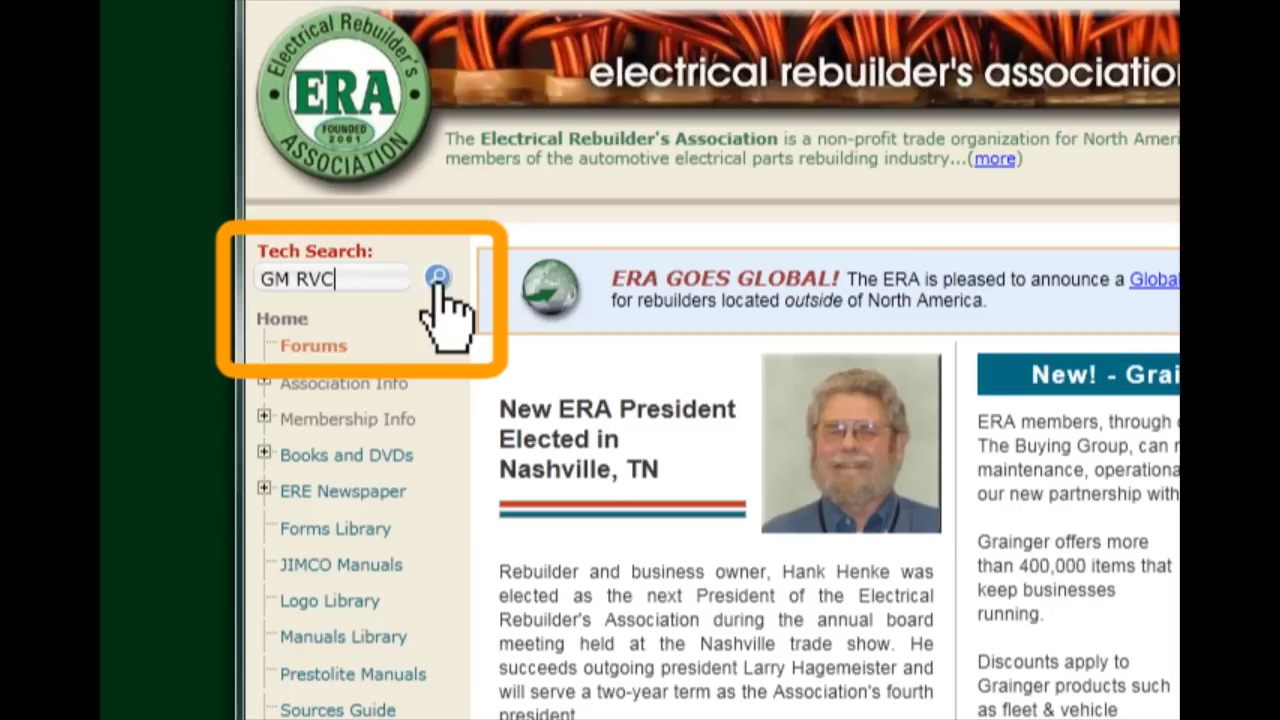 Electrical Rebuilder's
ERA
FOUNDED
2001
ASSOCIATION
electrical rebuilder's associatio
The Electrical Rebuilder's Association is a non-profit trade organization for North Ameri
members of the automotive electrical parts rebuilding industry...(more)
Tech Search:
GM RVC
Home
Forums
Association Info
Membership Info
Books and DVDs
ERE Newspaper
Forms Library
JIMCO Manuals
Logo Library
Manuals Library
Prestolite Manuals
Sources Guide
ERA GOES GLOBAL! The ERA is pleased to announce a Global
for rebuilders located outside of North America.
New ERA President
Elected in
Nashville, TN
Rebuilder and business owner, Hank Henke was
elected as the next President of the Electrical
Rebuilder's Association during the annual board
meeting held at the Nashville trade show. He
succeeds outgoing president Larry Hagemeister and
will serve a two-year term as the Association's fourth
president
New! - Grai
ERA members, through
The Buying Group, can
maintenance, operationa
our new partnership with
Grainger offers more
than 400,000 items that
keep businesses
running.
Discounts apply to
Grainger products such
as fleet & vehicle